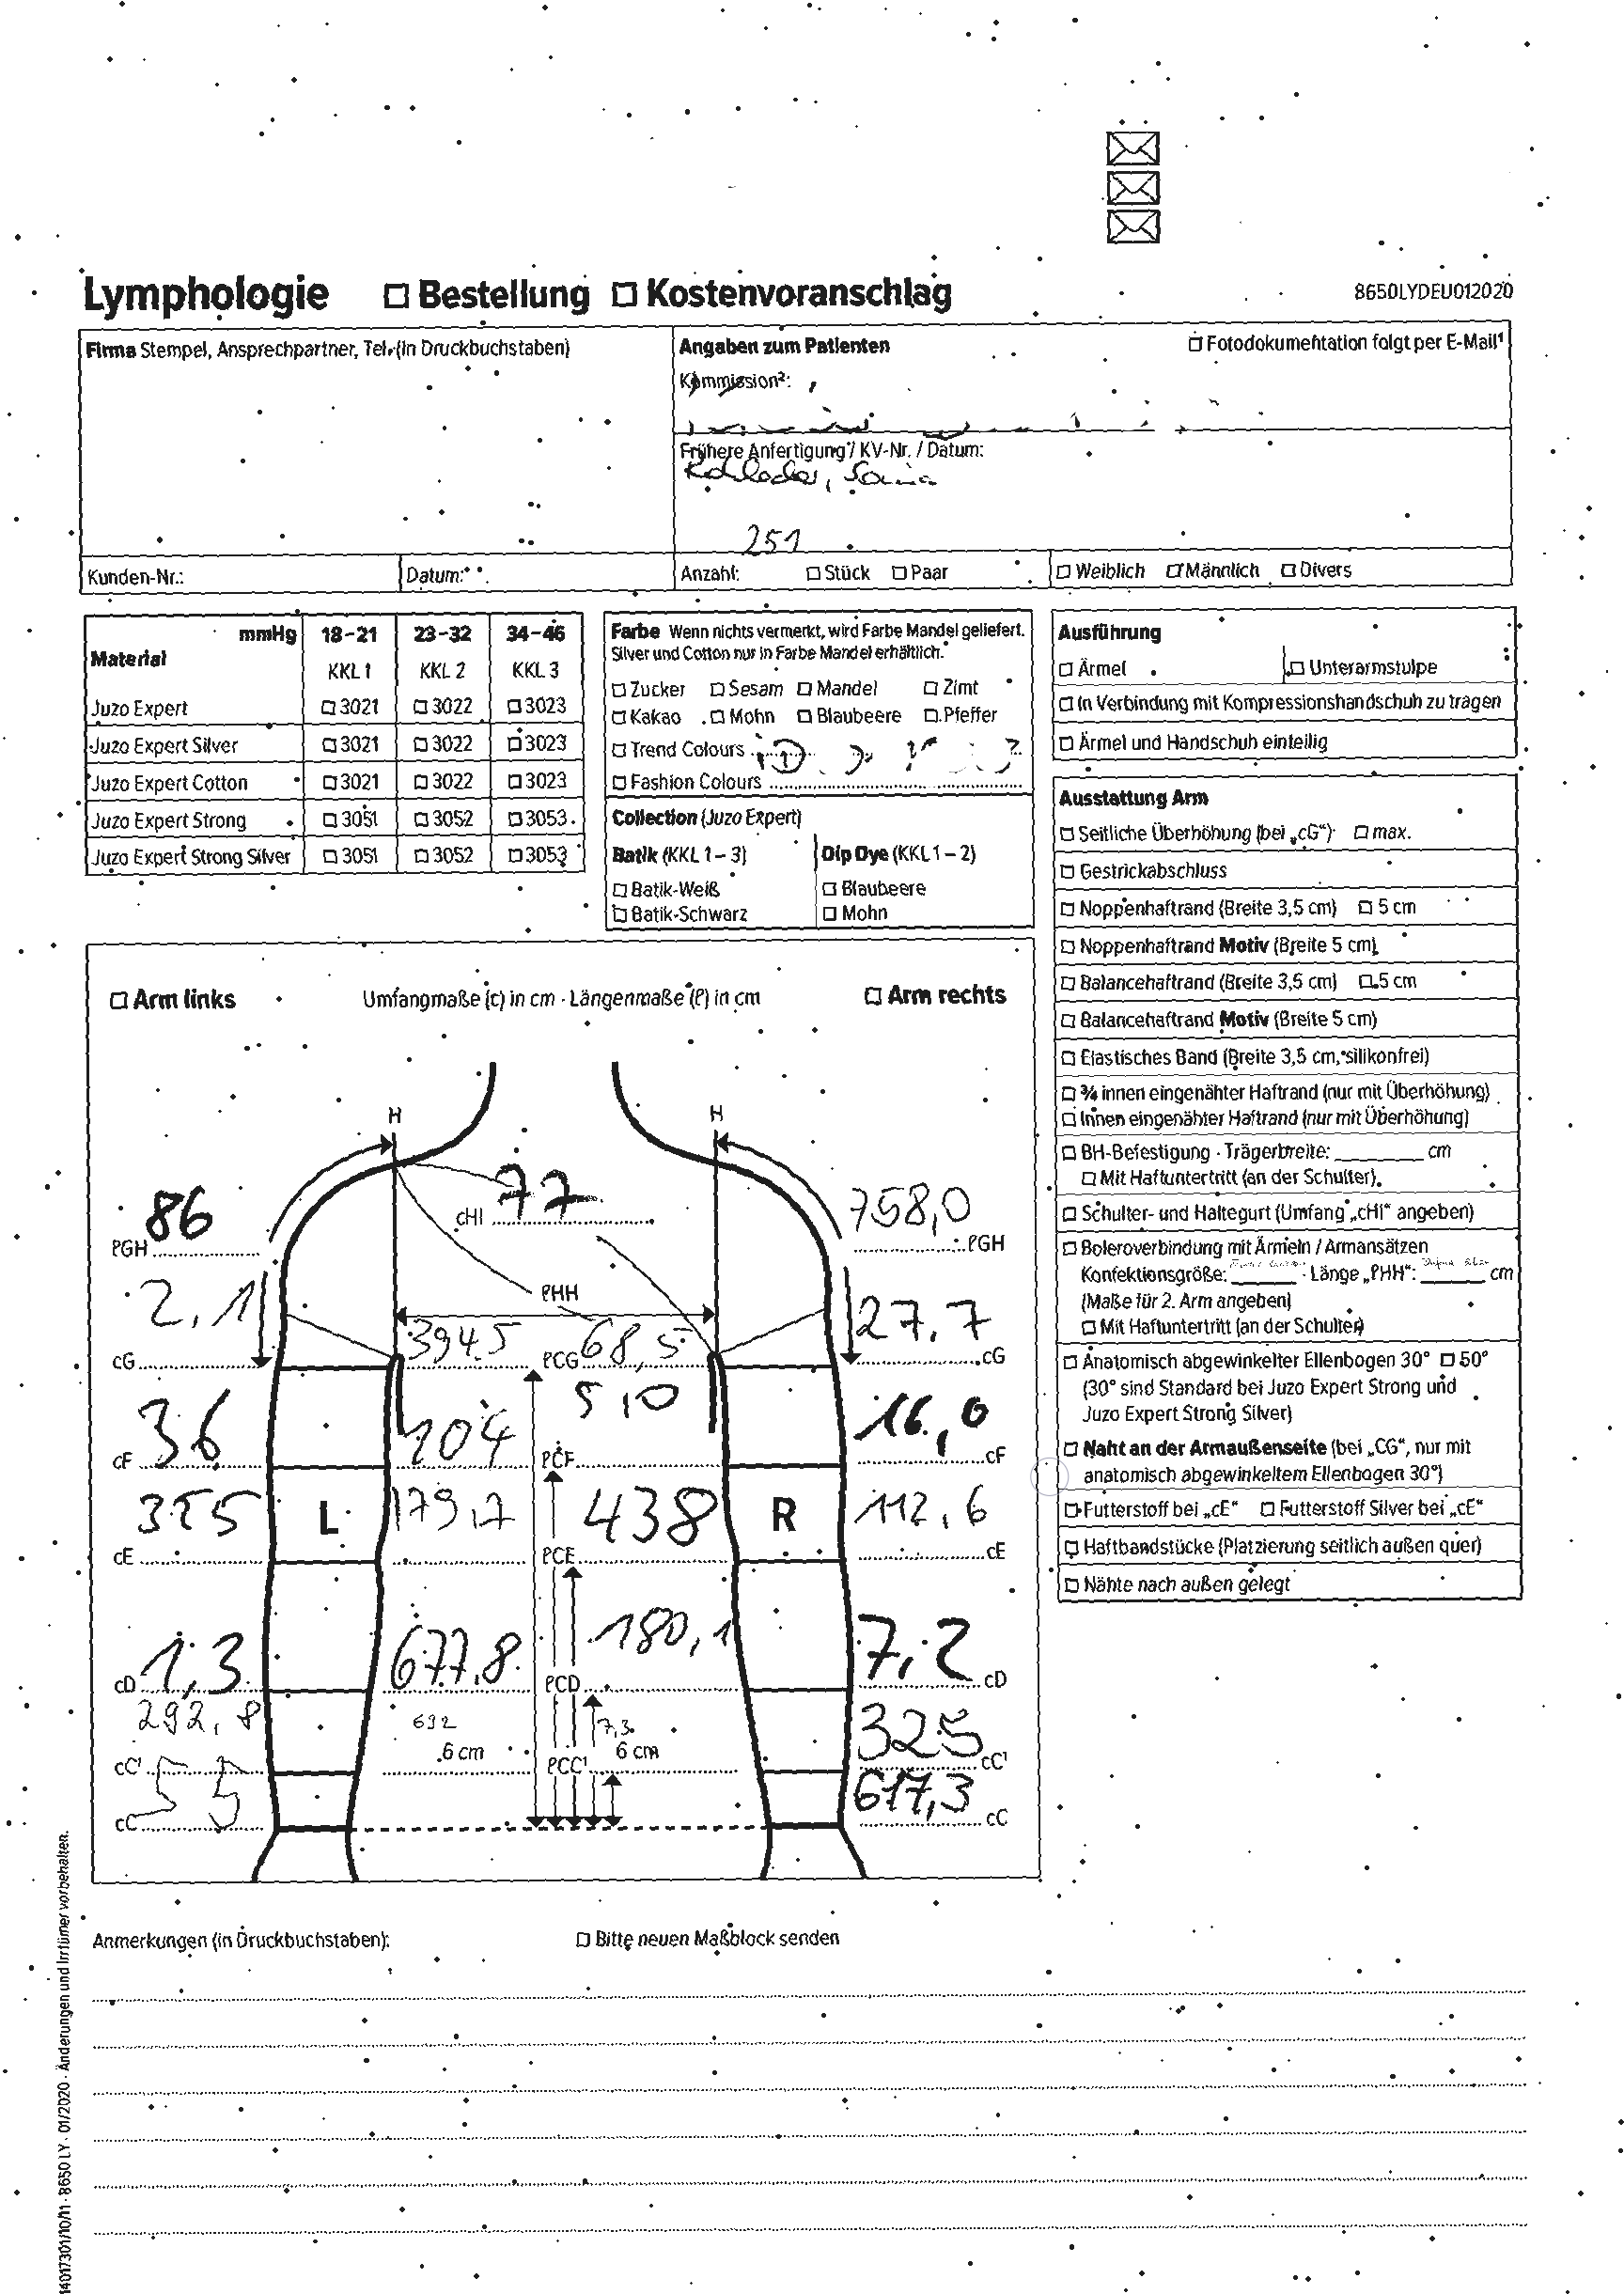 Lymphologie ☐ Bestellung ☐ Kostenvoranschlag
8650LYDEU012020
Firma Stempel, Ansprechpartner, Tel. (in Druckbuchstaben)
Angaben zum Patienten
☐ Fotodokumentation folgt per E-Mail¹
Kommission²:
Frühere Anfertigung / KV-Nr. / Datum:
251
Kunden-Nr.:
Datum:
Anzahl: ☐ Stück ☐ Paar
☐ Weiblich ☐ Männlich ☐ Divers
mmHg 18-21 23-32 34-46
Material KKL 1 KKL 2 KKL 3
Juzo Expert ☐ 3021 ☐ 3022 ☐ 3023
Juzo Expert Silver ☐ 3021 ☐ 3022 ☐ 3023
Juzo Expert Cotton ☐ 3021 ☐ 3022 ☐ 3023
Juzo Expert Strong ☐ 3051 ☐ 3052 ☐ 3053
Juzo Expert Strong Silver ☐ 3051 ☐ 3052 ☐ 3053
Farbe Wenn nichts vermerkt, wird Farbe Mandel geliefert.
Silver und Cotton nur in Farbe Mandel erhältlich.
☐ Zucker ☐ Sesam ☐ Mandel ☐ Zimt
☐ Kakao ☐ Mohn ☐ Blaubeere ☐ Pfeffer
☐ Trend Colours
☐ Fashion Colours
Collection (Juzo Expert)
Batik (KKL 1 – 3) Dip Dye (KKL 1 – 2)
☐ Batik-Weiß ☐ Blaubeere
☐ Batik-Schwarz ☐ Mohn
Ausführung
☐ Ärmel ☐ Unterarmstulpe
☐ In Verbindung mit Kompressionshandschuh zu tragen
☐ Ärmel und Handschuh einteilig
Ausstattung Arm
☐ Seitliche Überhöhung (bei „cG“) ☐ max.
☐ Gestrickabschluss
☐ Noppenhaftrand (Breite 3,5 cm) ☐ 5 cm
☐ Noppenhaftrand Motiv (Breite 5 cm)
☐ Balancehaftrand (Breite 3,5 cm) ☐ 5 cm
☐ Balancehaftrand Motiv (Breite 5 cm)
☐ Elastisches Band (Breite 3,5 cm, silikonfrei)
☐ ¾ innen eingenähter Haftrand (nur mit Überhöhung)
☐ Innen eingenähter Haftrand (nur mit Überhöhung)
☐ BH-Befestigung · Trägerbreite: ______ cm
☐ Mit Haftuntertritt (an der Schulter)
☐ Schulter- und Haltegurt (Umfang „cHI“ angeben)
☐ Boleroverbindung mit Ärmeln / Armansätzen
Konfektionsgröße: ______ · Länge „ℓHH“: ______ cm
(Maße für 2. Arm angeben)
☐ Mit Haftuntertritt (an der Schulter)
☐ Anatomisch abgewinkelter Ellenbogen 30° ☐ 50°
(30° sind Standard bei Juzo Expert Strong und
Juzo Expert Strong Silver)
☐ Naht an der Armaußenseite (bei „CG“, nur mit
anatomisch abgewinkeltem Ellenbogen 30°)
☐ Futterstoff bei „cE“ ☐ Futterstoff Silver bei „cE“
☐ Haftbandstücke (Platzierung seitlich außen quer)
☐ Nähte nach außen gelegt
☐ Arm links Umfangmaße (c) in cm · Längenmaße (ℓ) in cm ☐ Arm rechts
H H
ℓGH 86 cHI 77 758,0 ℓGH
ℓHH
cG 2,1 394,5 ℓCG 68,5 27,7 cG
cF 36 204 ℓCF 5,0 16,0 cF
cE 355 L 179,7 ℓCE 438 R 112,6 cE
cD 1,3 677,8 ℓCD 180,1 7,2 cD
cC¹ 292,8 692 6 cm ℓCC¹ 7,3 6 cm 325 cC¹
cC 55 617,3 cC
Anmerkungen (in Druckbuchstaben):
☐ Bitte neuen Maßblock senden
14017301/10/11 · 8650 LY · 01/2020 · Änderungen und Irrtümer vorbehalten.